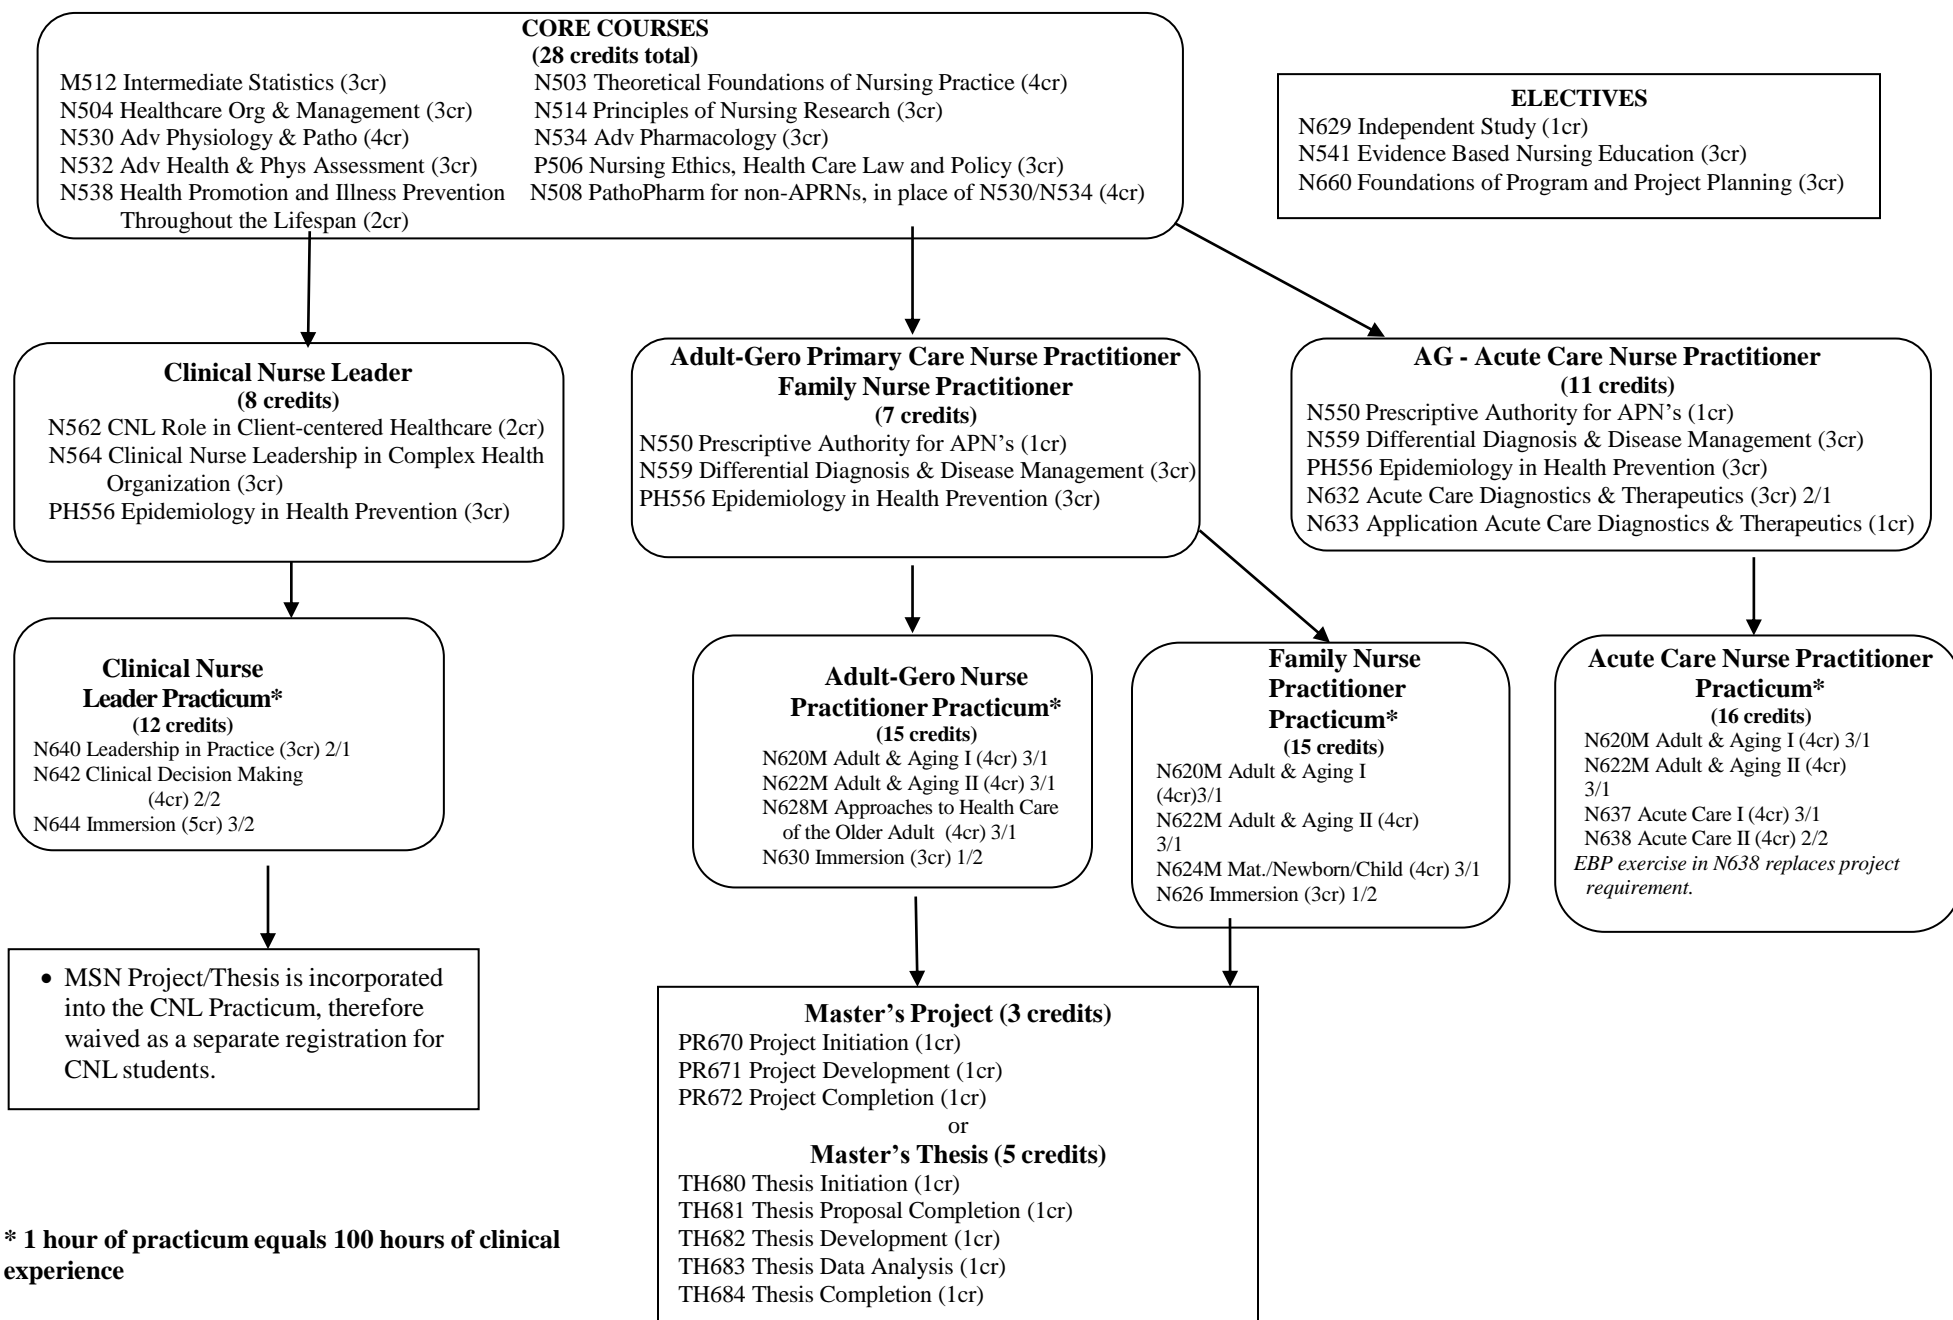 CORE COURSES
(28 credits total)
M512 Intermediate Statistics (3cr)
N504 Healthcare Org & Management (3cr)
N530 Adv Physiology & Patho (4cr)
N532 Adv Health & Phys Assessment (3cr)
N538 Health Promotion and Illness Prevention
Throughout the Lifespan (2cr)
N503 Theoretical Foundations of Nursing Practice (4cr)
N514 Principles of Nursing Research (3cr)
N534 Adv Pharmacology (3cr)
P506 Nursing Ethics, Health Care Law and Policy (3cr)
N508 PathoPharm for non-APRNs, in place of N530/N534 (4cr)
ELECTIVES
N629 Independent Study (1cr)
N541 Evidence Based Nursing Education (3cr)
N660 Foundations of Program and Project Planning (3cr)
Clinical Nurse Leader
(8 credits)
N562 CNL Role in Client-centered Healthcare (2cr)
N564 Clinical Nurse Leadership in Complex Health
Organization (3cr)
PH556 Epidemiology in Health Prevention (3cr)
Adult-Gero Primary Care Nurse Practitioner
Family Nurse Practitioner
(7 credits)
N550 Prescriptive Authority for APN's (1cr)
N559 Differential Diagnosis & Disease Management (3cr)
PH556 Epidemiology in Health Prevention (3cr)
AG - Acute Care Nurse Practitioner
(11 credits)
N550 Prescriptive Authority for APN's (1cr)
N559 Differential Diagnosis & Disease Management (3cr)
PH556 Epidemiology in Health Prevention (3cr)
N632 Acute Care Diagnostics & Therapeutics (3cr) 2/1
N633 Application Acute Care Diagnostics & Therapeutics (1cr)
Clinical Nurse
Leader Practicum*
(12 credits)
N640 Leadership in Practice (3cr) 2/1
N642 Clinical Decision Making
(4cr) 2/2
N644 Immersion (5cr) 3/2
Adult-Gero Nurse
Practitioner Practicum*
(15 credits)
N620M Adult & Aging I (4cr) 3/1
N622M Adult & Aging II (4cr) 3/1
N628M Approaches to Health Care
of the Older Adult (4cr) 3/1
N630 Immersion (3cr) 1/2
Family Nurse
Practitioner
Practicum*
(15 credits)
N620M Adult & Aging I
(4cr)3/1
N622M Adult & Aging II (4cr)
3/1
N624M Mat./Newborn/Child (4cr) 3/1
N626 Immersion (3cr) 1/2
Acute Care Nurse Practitioner
Practicum*
(16 credits)
N620M Adult & Aging I (4cr) 3/1
N622M Adult & Aging II (4cr)
3/1
N637 Acute Care I (4cr) 3/1
N638 Acute Care II (4cr) 2/2
EBP exercise in N638 replaces project
requirement.
• MSN Project/Thesis is incorporated
into the CNL Practicum, therefore
waived as a separate registration for
CNL students.
Master's Project (3 credits)
PR670 Project Initiation (1cr)
PR671 Project Development (1cr)
PR672 Project Completion (1cr)
or
Master's Thesis (5 credits)
TH680 Thesis Initiation (1cr)
TH681 Thesis Proposal Completion (1cr)
TH682 Thesis Development (1cr)
TH683 Thesis Data Analysis (1cr)
TH684 Thesis Completion (1cr)
* 1 hour of practicum equals 100 hours of clinical
experience